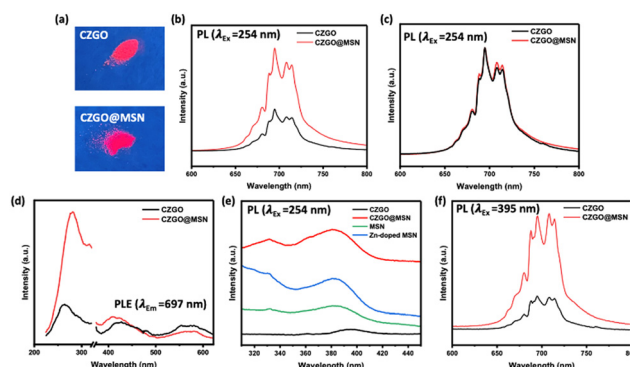 (a)
CZGO
CZGO@MSN
(b)
PL (λEx=254 nm)
CZGO
CZGO@MSN
Intensity (a.u.)
600 650 700 750 800
Wavelength (nm)
(c)
PL (λEx=254 nm)
CZGO
CZGO@MSN
Intensity (a.u.)
600 650 700 750 800
Wavelength (nm)
(d)
CZGO
CZGO@MSN
PLE (λEm=697 nm)
Intensity (a.u.)
200 300 400 500 600
Wavelength (nm)
(e)
PL (λEx=254 nm)
CZGO
CZGO@MSN
MSN
Zn-doped MSN
Intensity (a.u.)
320 340 360 380 400 420 440
Wavelength (nm)
(f)
PL (λEx=395 nm)
CZGO
CZGO@MSN
Intensity (a.u.)
600 650 700 750 800
Wavelength (nm)